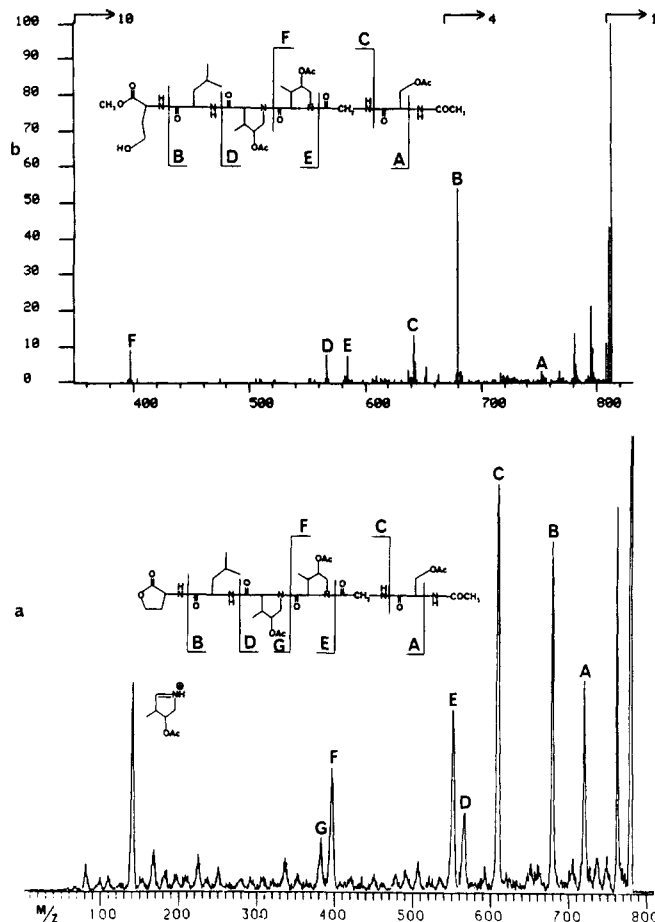 10
4
1
100
90
80
70
60
50
40
30
20
10
0
b
F
C
OAc
OAc
O
CH₃O
NH
O
N
H
O
N
O
N
O
CH₂
N
H
O
N
H
COCH₃
HO
OAc
B
D
E
A
B
C
F
D
E
A
400
500
600
700
800
a
C
B
F
C
OAc
OAc
O
O
N
H
O
N
H
O
N
O
N
O
CH₂
N
H
O
N
H
COCH₃
OAc
B
D
G
E
A
A
E
⊕
NH
OAc
F
D
G
M/Z
100
200
300
400
500
600
700
800